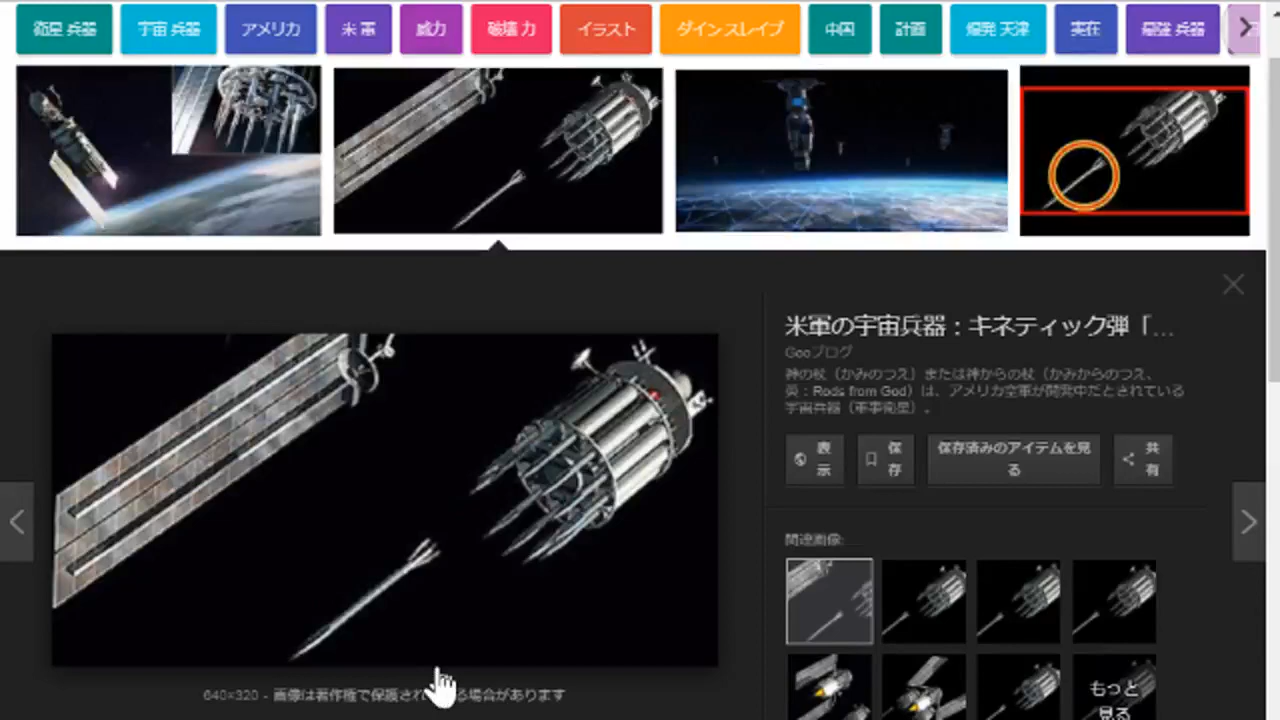 衛星 兵器
宇宙 兵器
アメリカ
米 軍
威力
破壊 力
イラスト
ダインスレイブ
中国
計画
爆発 天津
実在
最強 兵器
米軍の宇宙兵器：キネティック弾「...
Gooブログ
神の杖（かみのつえ）または神からの杖（かみからのつえ、
英：Rods from God）は、アメリカ空軍が開発中だとされている
宇宙兵器（軍事衛星）。
表示
保存
保存済みのアイテムを見る
共有
関連画像:
もっと
見る
640×320 - 画像は著作権で保護され る場合があります